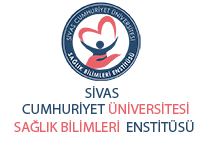 SİVAS CUMHURİYET ÜNİVERSİTESİ
SAĞLIK BİLİMLERİ ENSTİTÜSÜ
SİVAS
CUMHURİYET ÜNİVERSİTESİ
SAĞLIK BİLİMLERİ ENSTİTÜSÜ